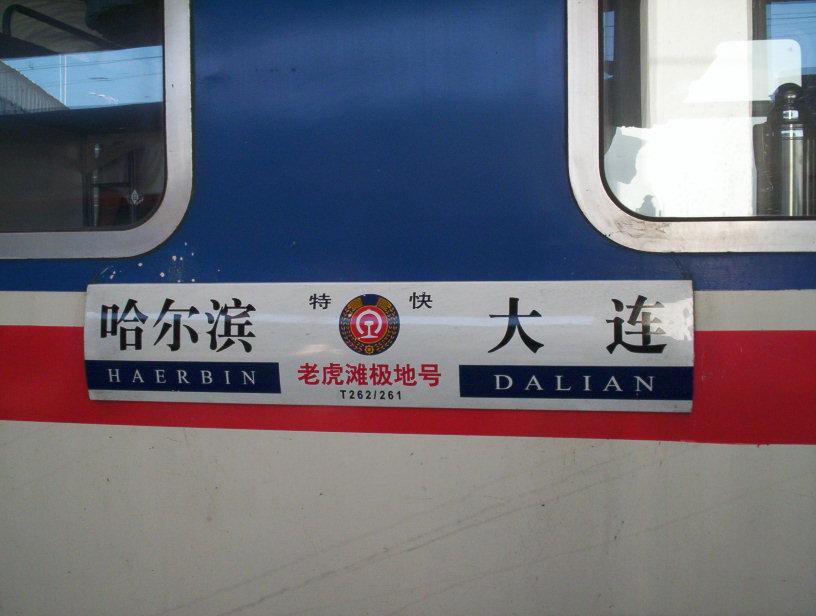 哈尔滨 特 快 大 连
HAERBIN 老虎滩极地号 DALIAN
T262/261